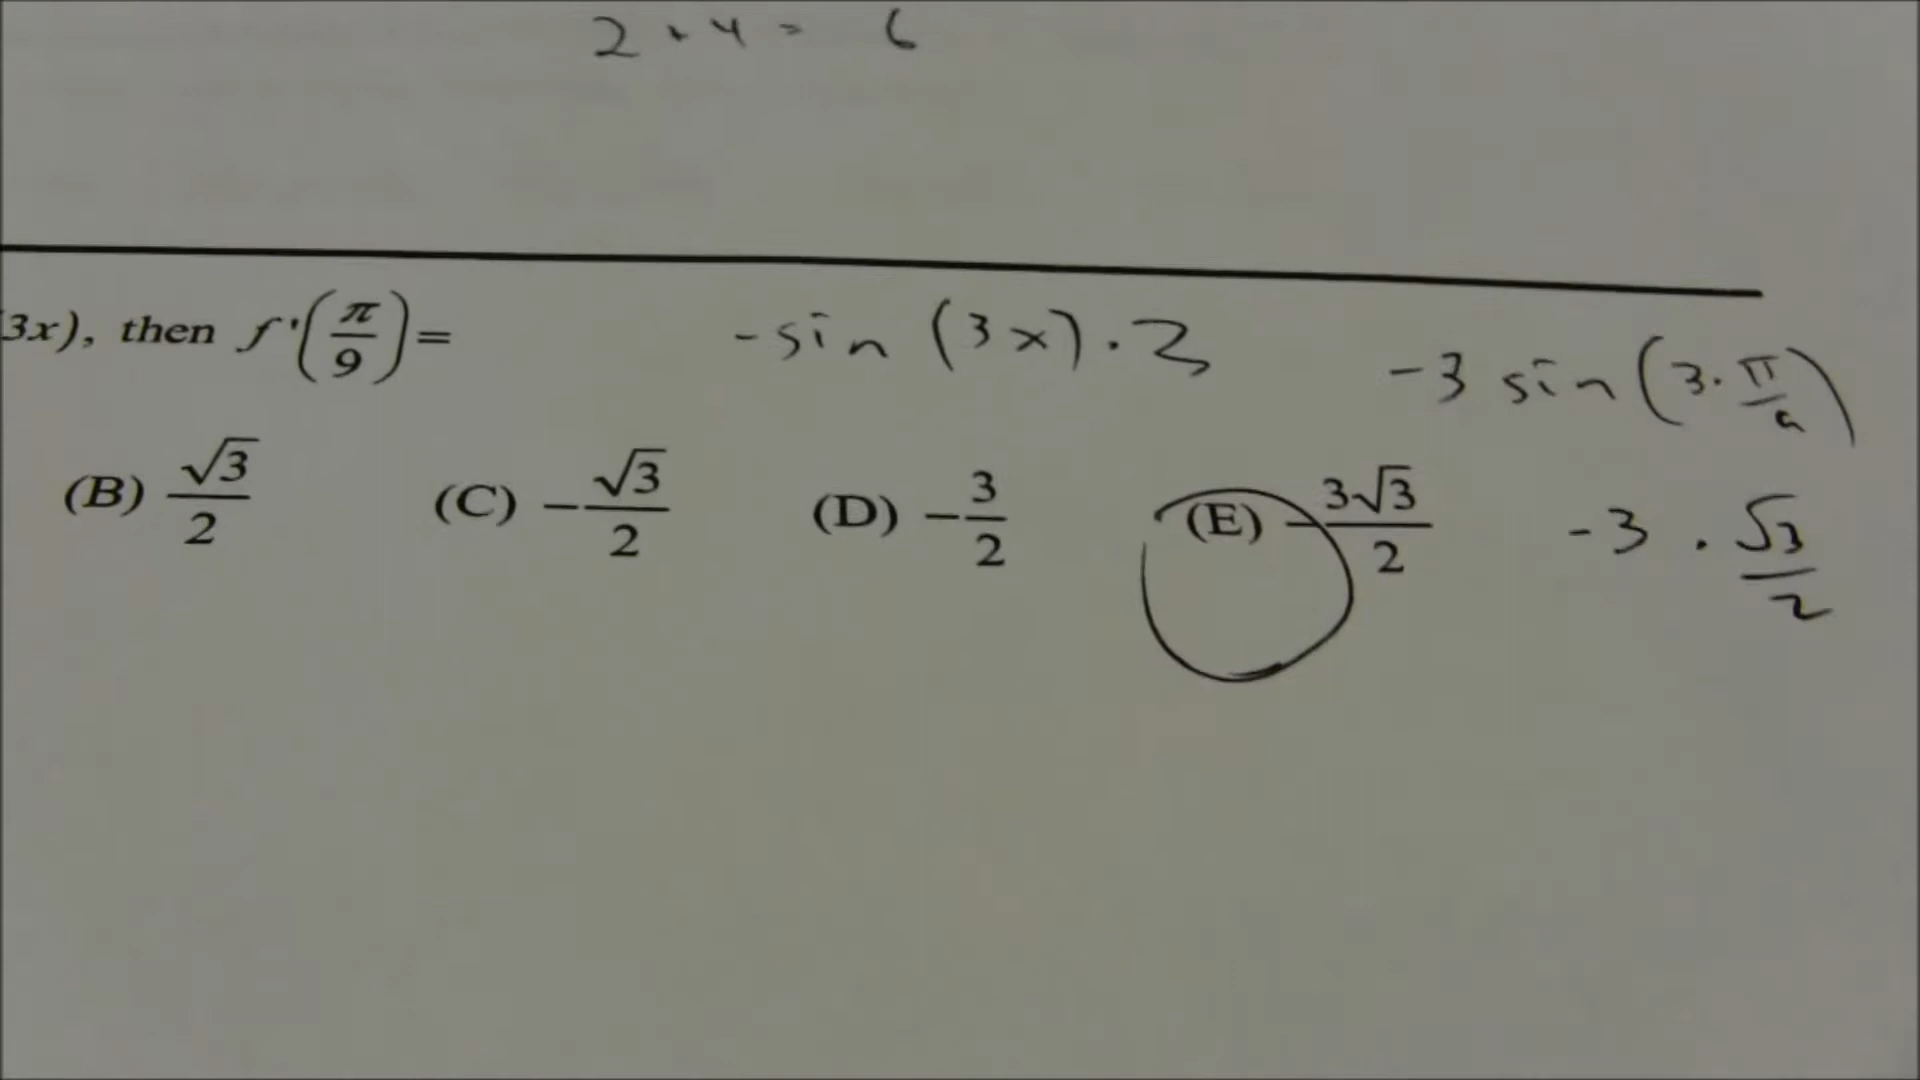 2 + 4 = 6
3x), then f'(π/9)=
-sin (3x) · 3
-3 sin (3 · π/9)
(B) √3/2 (C) -√3/2 (D) -3/2 (E) -3√3/2
-3 · √3/2